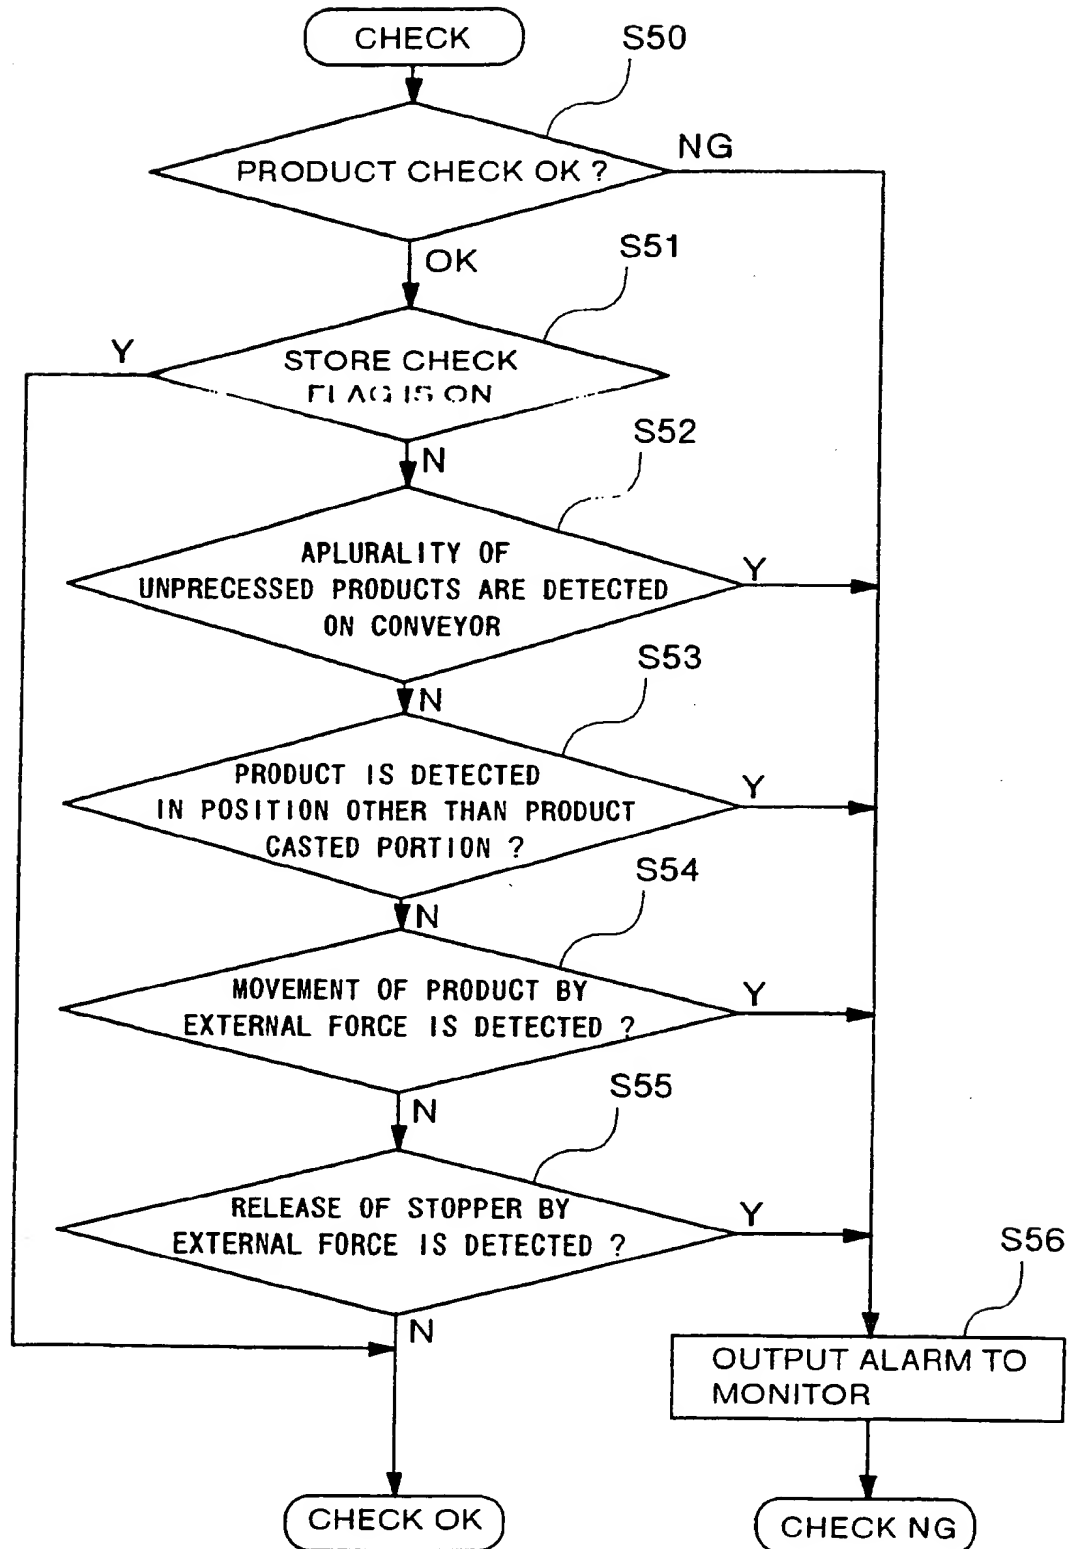 CHECK
S50
PRODUCT CHECK OK ?
NG
OK
S51
Y
STORE CHECK
FLAG IS ON
N
S52
APLURALITY OF
UNPRECESSED PRODUCTS ARE DETECTED
ON CONVEYOR
Y
N
S53
PRODUCT IS DETECTED
IN POSITION OTHER THAN PRODUCT
CASTED PORTION ?
Y
N
S54
MOVEMENT OF PRODUCT BY
EXTERNAL FORCE IS DETECTED ?
Y
N
S55
RELEASE OF STOPPER BY
EXTERNAL FORCE IS DETECTED ?
Y
N
S56
OUTPUT ALARM TO
MONITOR
CHECK OK
CHECK NG